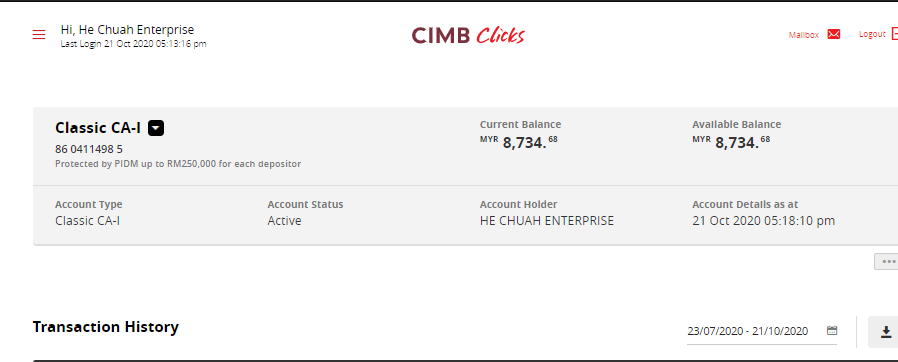 Hi, He Chuah Enterprise
Last Login 21 Oct 2020 05:13:16 pm
CIMB Clicks
Mailbox
Logout
Classic CA-I
86 0411498 5
Protected by PIDM up to RM250,000 for each depositor
Current Balance
MYR 8,734.68
Available Balance
MYR 8,734.68
Account Type
Classic CA-I
Account Status
Active
Account Holder
HE CHUAH ENTERPRISE
Account Details as at
21 Oct 2020 05:18:10 pm
Transaction History
23/07/2020 - 21/10/2020